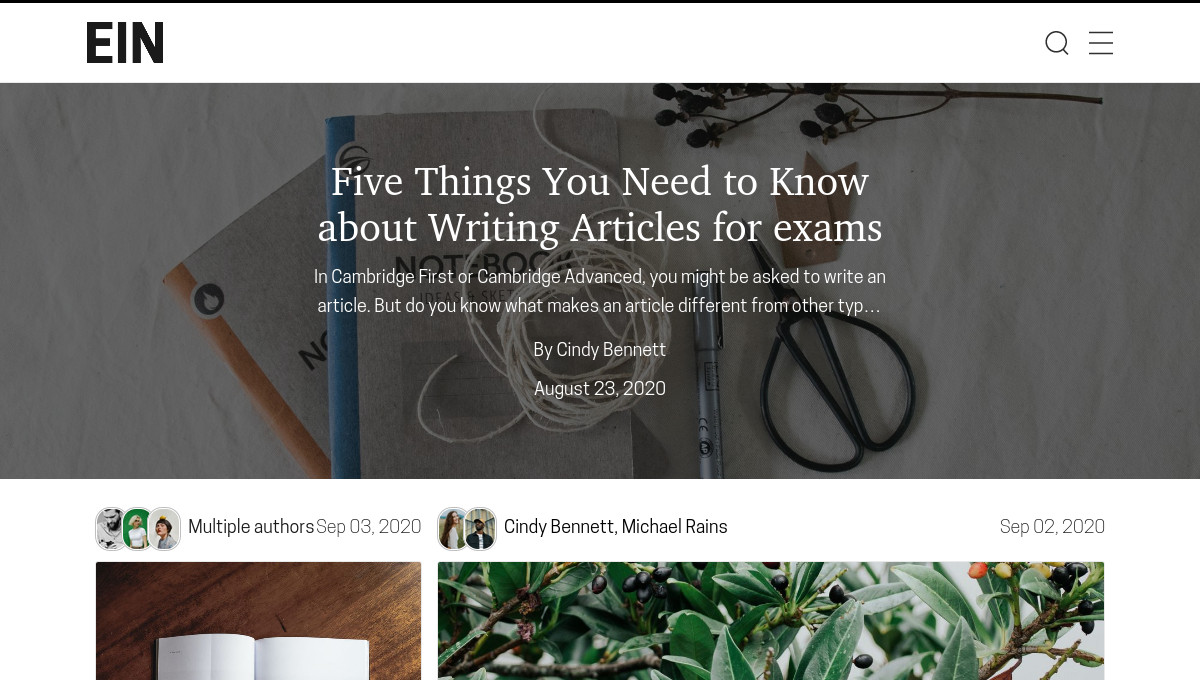 EIN
Five Things You Need to Know
about Writing Articles for exams
NOTEBOOK
In Cambridge First or Cambridge Advanced, you might be asked to write an
article. But do you know what makes an article different from other typ…
By Cindy Bennett
August 23, 2020
Multiple authors Sep 03, 2020
Cindy Bennett, Michael Rains Sep 02, 2020